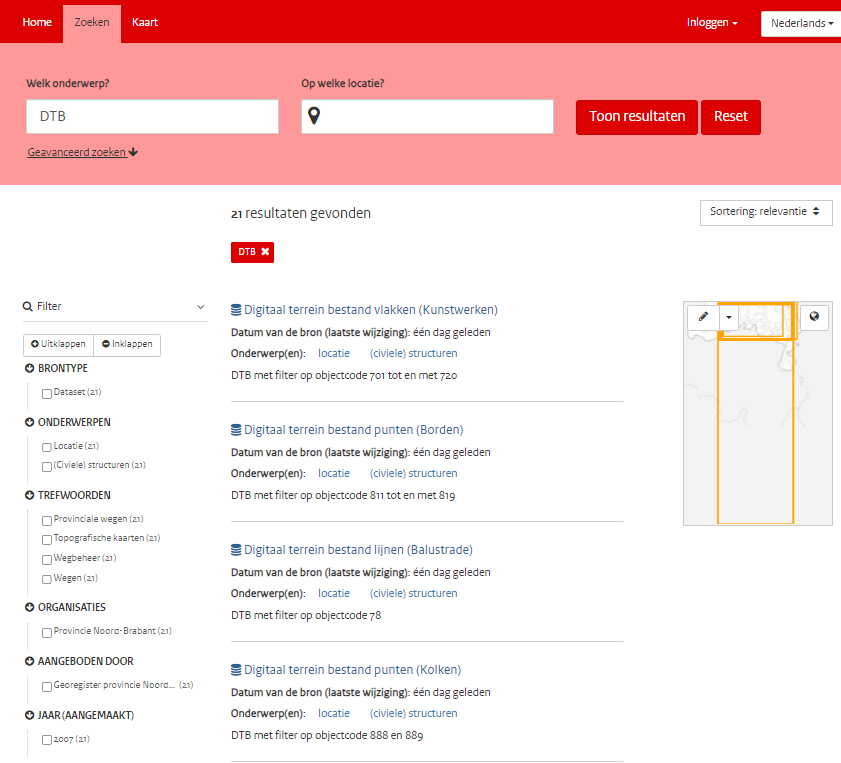 Home Zoeken Kaart Inloggen Nederlands
Welk onderwerp? Op welke locatie?
DTB Toon resultaten Reset
Geavanceerd zoeken
21 resultaten gevonden Sortering: relevantie
DTB
Filter
Uitklappen Inklappen
BRONTYPE
Dataset (21)
ONDERWERPEN
Locatie (21)
(Civiele) structuren (21)
TREFWOORDEN
Provinciale wegen (21)
Topografische kaarten (21)
Wegbeheer (21)
Wegen (21)
ORGANISATIES
Provincie Noord-Brabant (21)
AANGEBODEN DOOR
Georegister provincie Noord... (21)
JAAR (AANGEMAAKT)
2007 (21)
Digitaal terrein bestand vlakken (Kunstwerken)
Datum van de bron (laatste wijziging): één dag geleden
Onderwerp(en): locatie (civiele) structuren
DTB met filter op objectcode 701 tot en met 720
Digitaal terrein bestand punten (Borden)
Datum van de bron (laatste wijziging): één dag geleden
Onderwerp(en): locatie (civiele) structuren
DTB met filter op objectcode 811 tot en met 819
Digitaal terrein bestand lijnen (Balustrade)
Datum van de bron (laatste wijziging): één dag geleden
Onderwerp(en): locatie (civiele) structuren
DTB met filter op objectcode 78
Digitaal terrein bestand punten (Kolken)
Datum van de bron (laatste wijziging): één dag geleden
Onderwerp(en): locatie (civiele) structuren
DTB met filter op objectcode 888 en 889